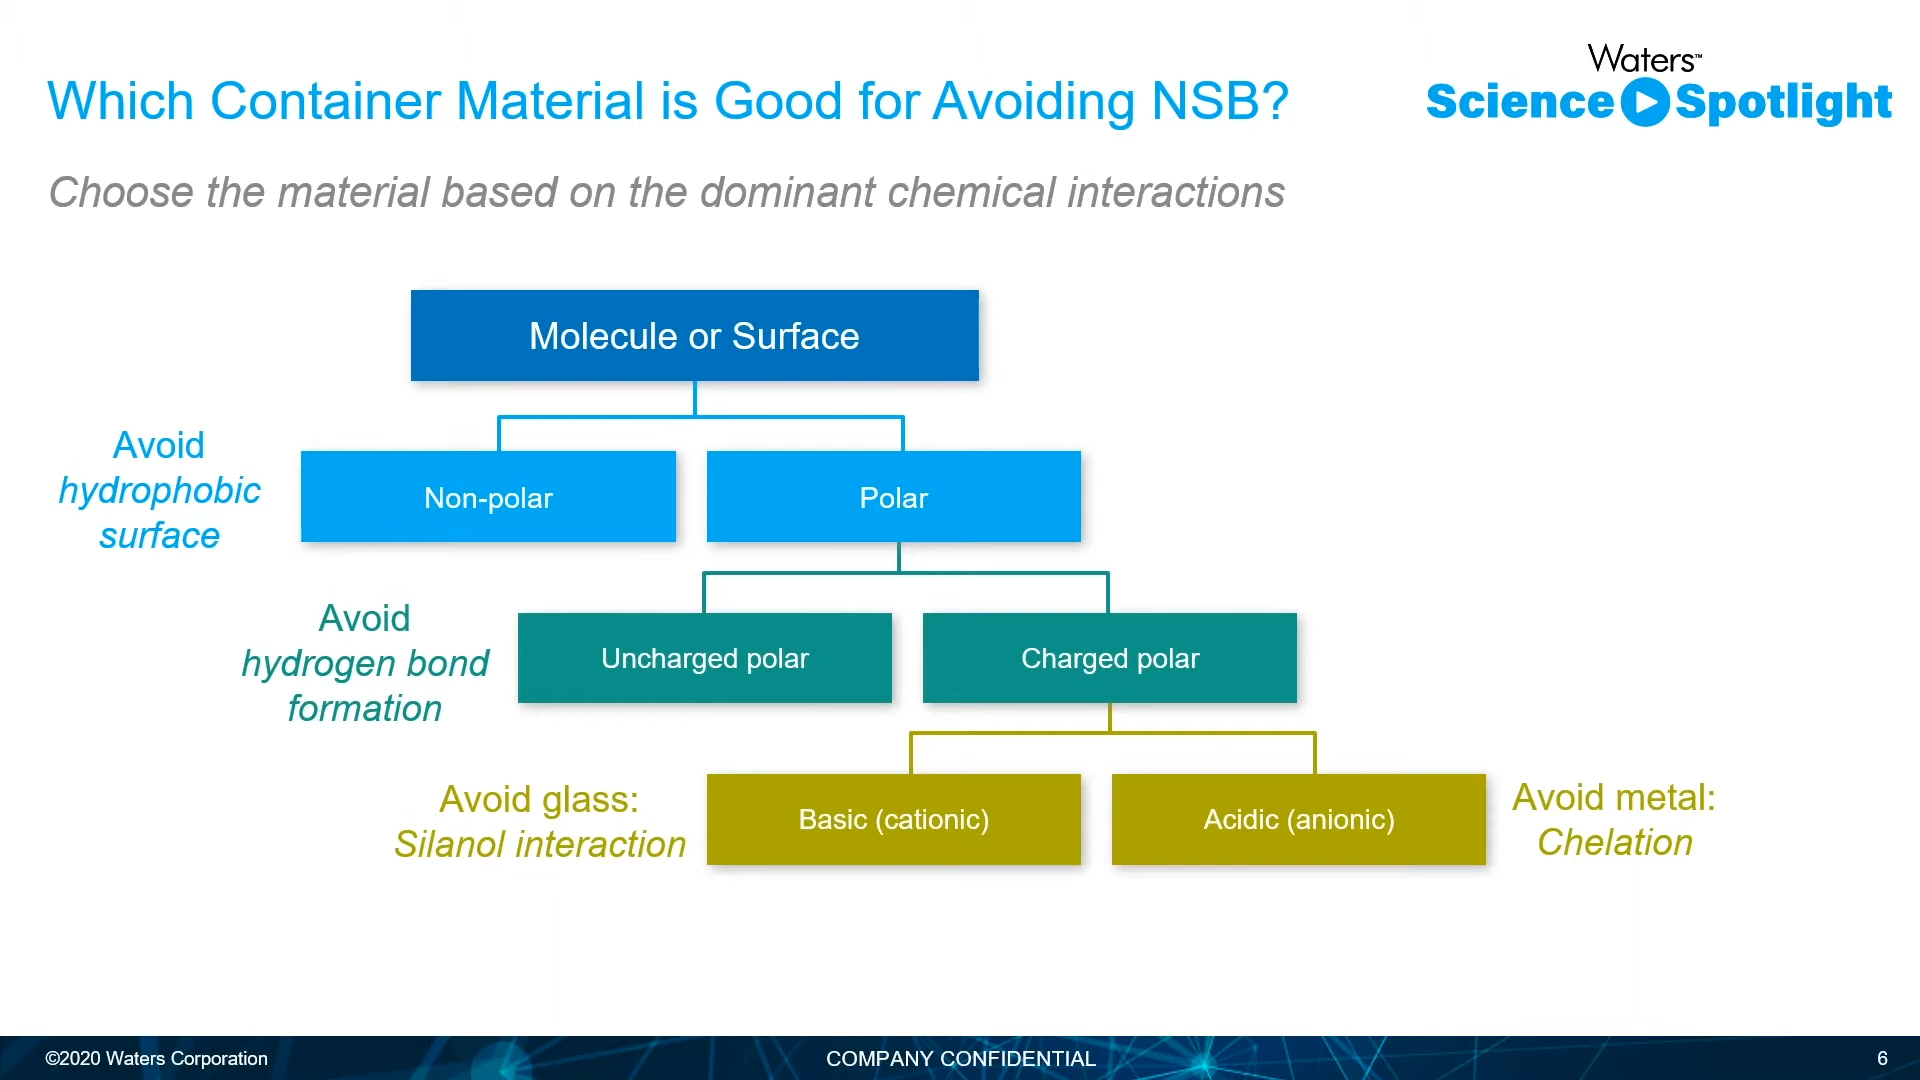 Waters™
Science Spotlight
Which Container Material is Good for Avoiding NSB?
Choose the material based on the dominant chemical interactions
Molecule or Surface
Avoid
hydrophobic
surface
Non-polar
Polar
Avoid
hydrogen bond
formation
Uncharged polar
Charged polar
Avoid glass:
Silanol interaction
Basic (cationic)
Acidic (anionic)
Avoid metal:
Chelation
©2020 Waters Corporation
COMPANY CONFIDENTIAL
6